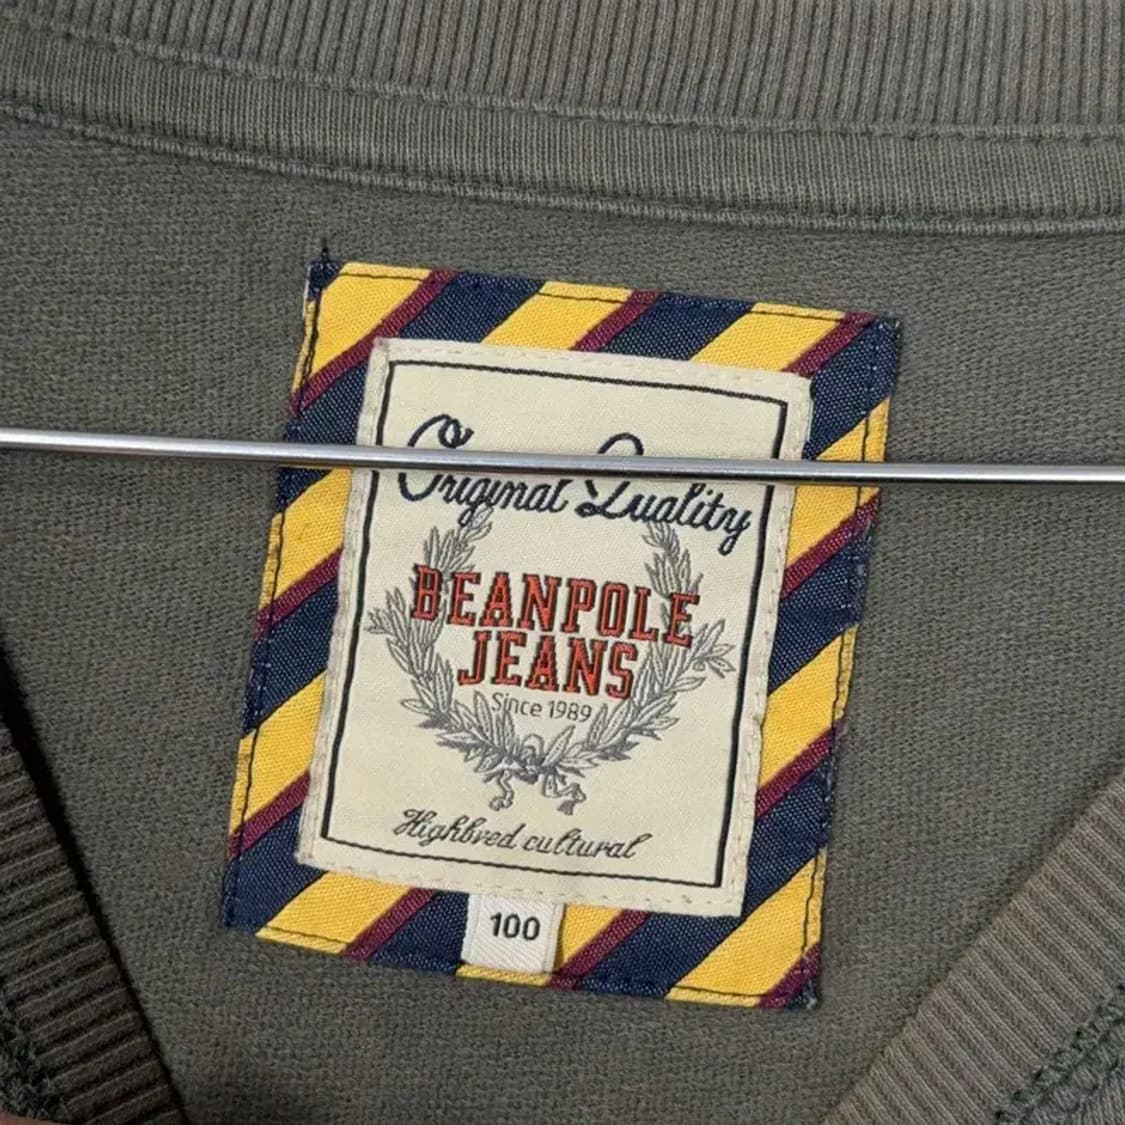 Original Quality
BEANPOLE
JEANS
Since 1989
Highbred cultural
100